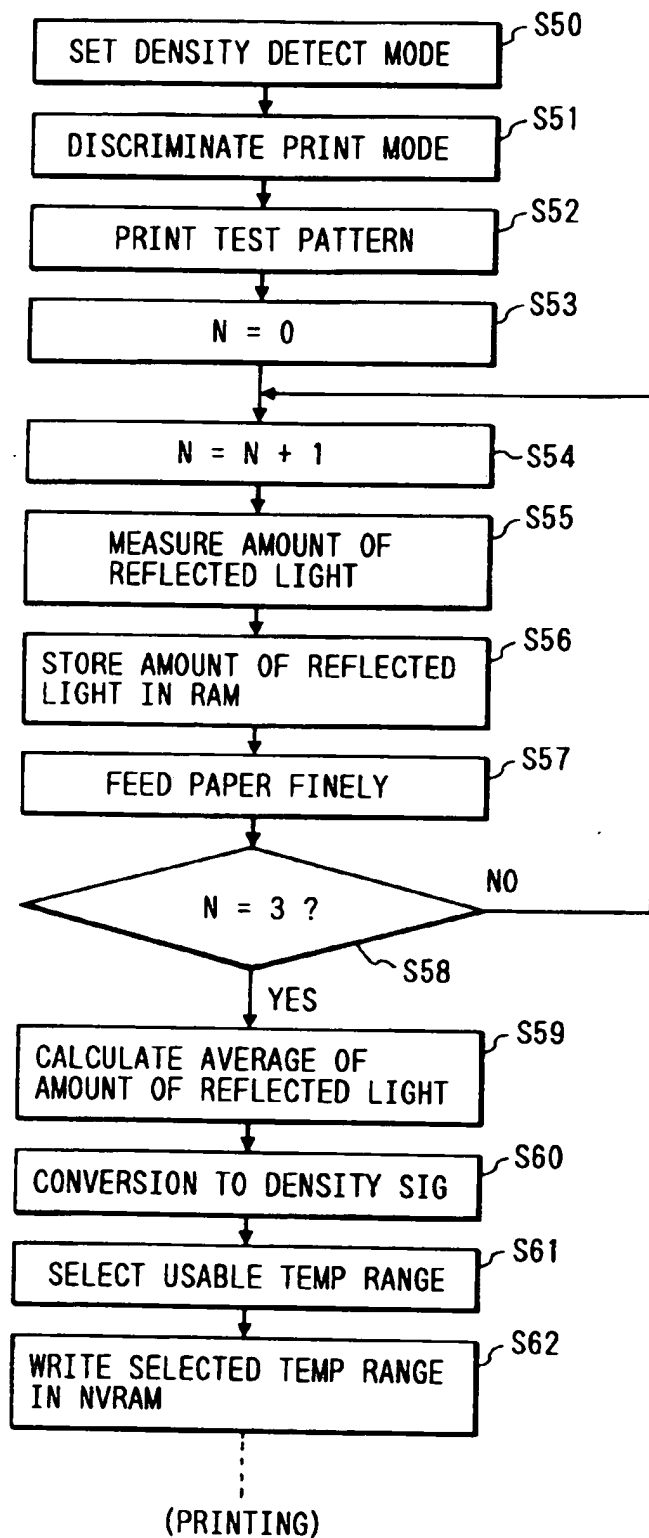 S50
SET DENSITY DETECT MODE
S51
DISCRIMINATE PRINT MODE
S52
PRINT TEST PATTERN
S53
N = 0
N = N + 1
S54
S55
MEASURE AMOUNT OF
REFLECTED LIGHT
S56
STORE AMOUNT OF REFLECTED
LIGHT IN RAM
S57
FEED PAPER FINELY
NO
N = 3 ?
S58
YES
S59
CALCULATE AVERAGE OF
AMOUNT OF REFLECTED LIGHT
S60
CONVERSION TO DENSITY SIG
S61
SELECT USABLE TEMP RANGE
S62
WRITE SELECTED TEMP RANGE
IN NVRAM
(PRINTING)